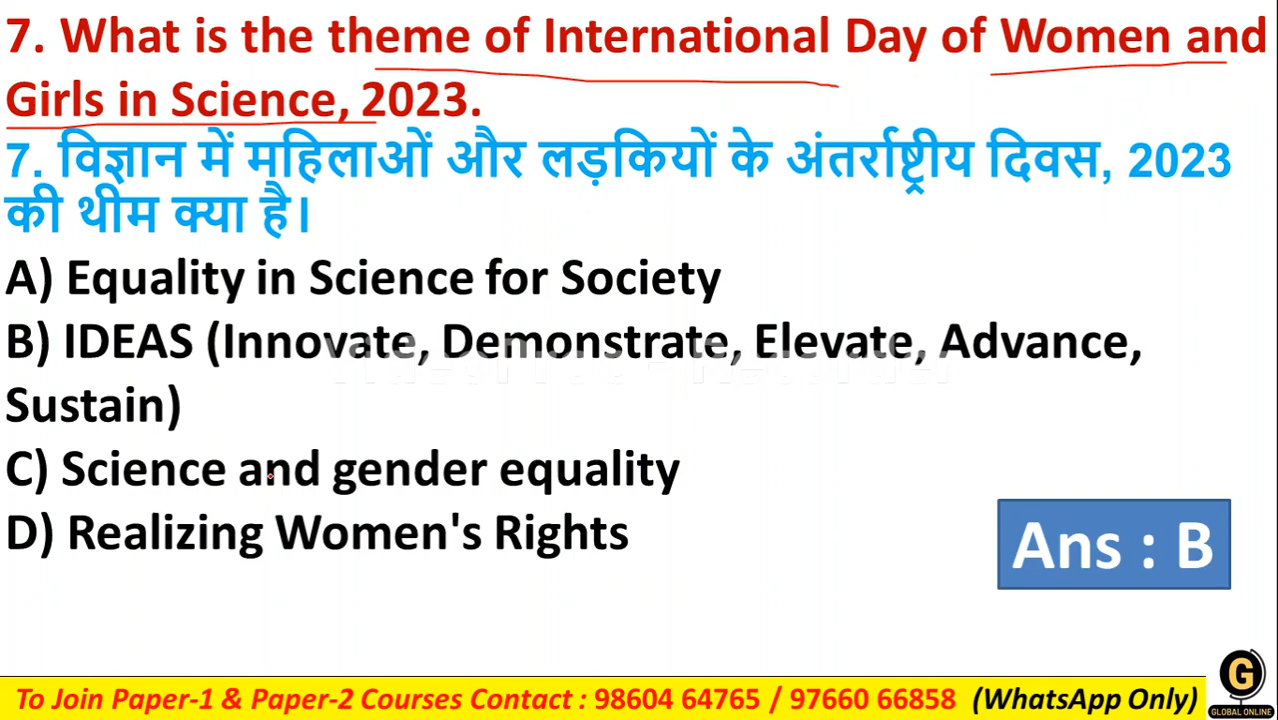 7. What is the theme of International Day of Women and
Girls in Science, 2023.
7. विज्ञान में महिलाओं और लड़कियों के अंतर्राष्ट्रीय दिवस, 2023
की थीम क्या है।
A) Equality in Science for Society
B) IDEAS (Innovate, Demonstrate, Elevate, Advance,
Sustain)
C) Science and gender equality
D) Realizing Women's Rights
Ans : B
G
GLOBAL ONLINE
To Join Paper-1 & Paper-2 Courses Contact : 98604 64765 / 97660 66858 (WhatsApp Only)